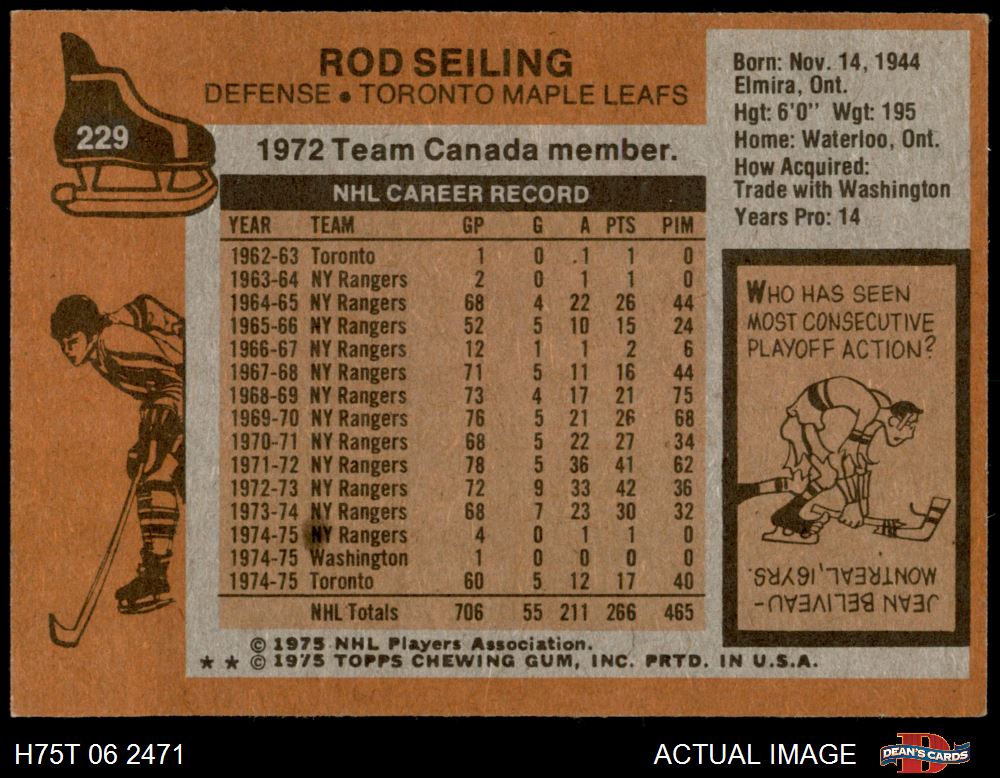 ROD SEILING
DEFENSE • TORONTO MAPLE LEAFS
229
1972 Team Canada member.
NHL CAREER RECORD
YEAR TEAM GP G A PTS PIM
1962-63 Toronto 1 0 1 1 0
1963-64 NY Rangers 2 0 1 1 0
1964-65 NY Rangers 68 4 22 26 44
1965-66 NY Rangers 52 5 10 15 24
1966-67 NY Rangers 12 1 1 2 6
1967-68 NY Rangers 71 5 11 16 44
1968-69 NY Rangers 73 4 17 21 75
1969-70 NY Rangers 76 5 21 26 68
1970-71 NY Rangers 68 5 22 27 34
1971-72 NY Rangers 78 5 36 41 62
1972-73 NY Rangers 72 9 33 42 36
1973-74 NY Rangers 68 7 23 30 32
1974-75 NY Rangers 4 0 1 1 0
1974-75 Washington 1 0 0 0 0
1974-75 Toronto 60 5 12 17 40
NHL Totals 706 55 211 266 465
© 1975 NHL Players Association.
★ ★ © 1975 TOPPS CHEWING GUM, INC. PRTD. IN U.S.A.
Born: Nov. 14, 1944
Elmira, Ont.
Hgt: 6'0" Wgt: 195
Home: Waterloo, Ont.
How Acquired:
Trade with Washington
Years Pro: 14
WHO HAS SEEN
MOST CONSECUTIVE
PLAYOFF ACTION?
JEAN BELIVEAU-
MONTREAL, 16 YRS.
H75T 06 2471
ACTUAL IMAGE
DEAN'S CARDS